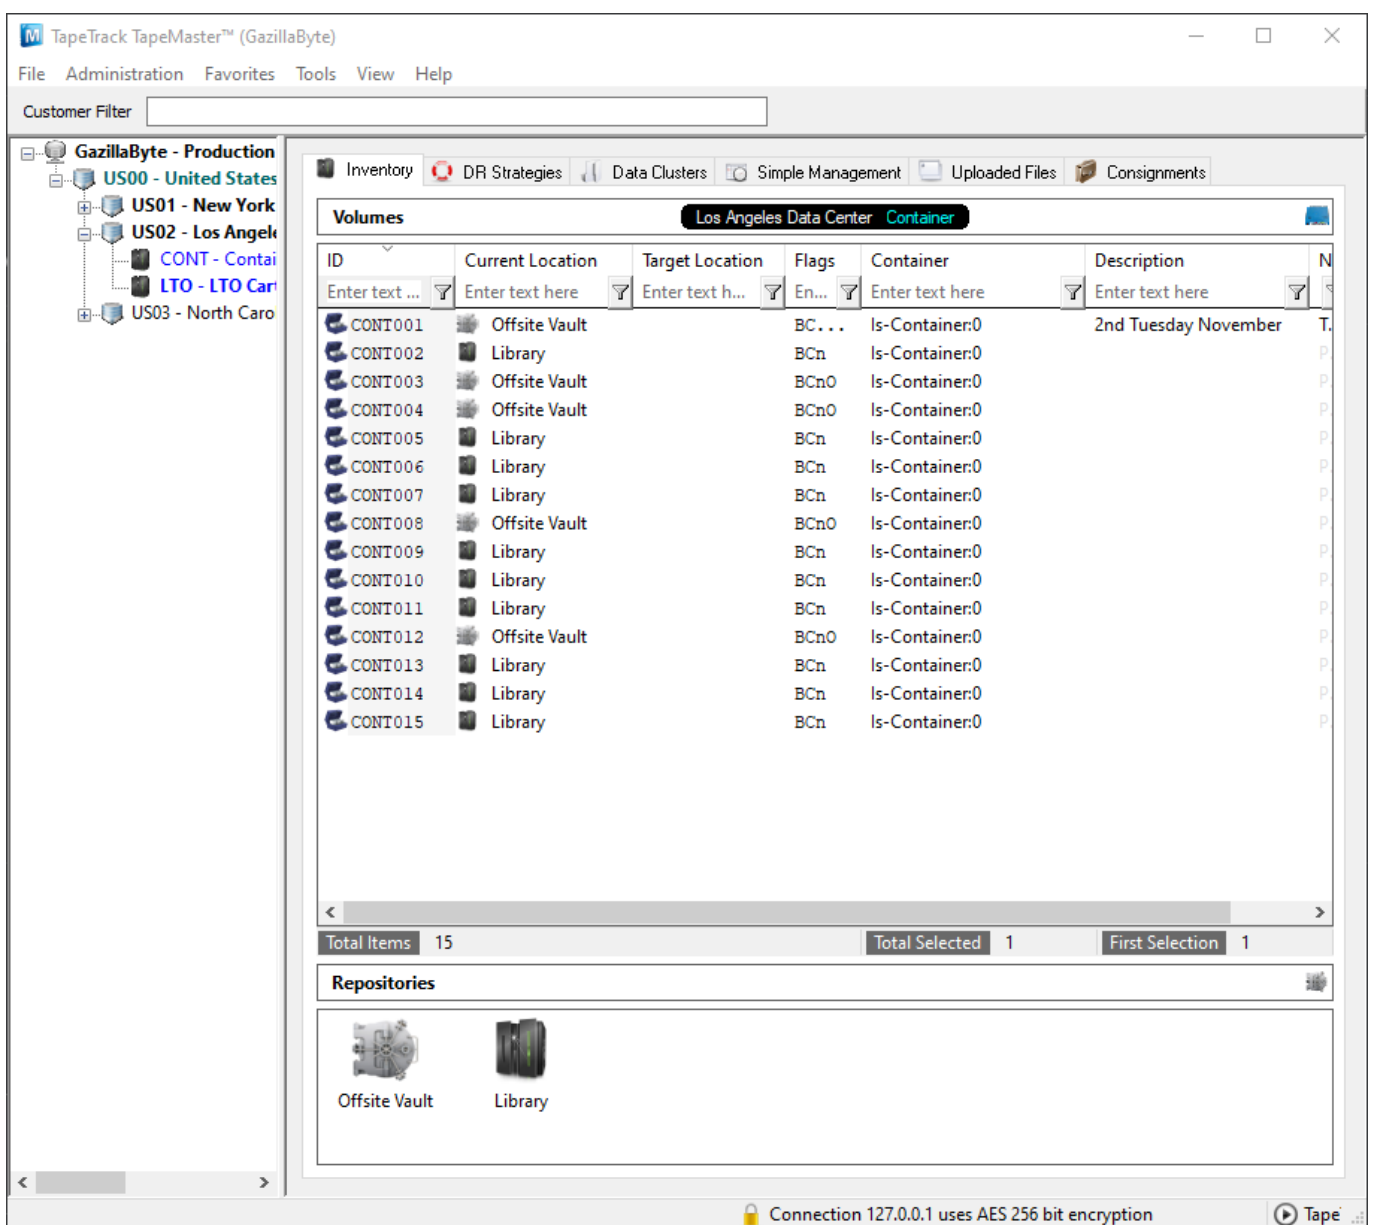 TapeTrack TapeMaster™ (GazillaByte)
File Administration Favorites Tools View Help
Customer Filter
GazillaByte - Production
US00 - United States
US01 - New York
US02 - Los Angele
CONT - Contai
LTO - LTO Cart
US03 - North Caro
Inventory DR Strategies Data Clusters Simple Management Uploaded Files Consignments
Volumes Los Angeles Data Center Container
ID Current Location Target Location Flags Container Description N
Enter text ... Enter text here Enter text h... En... Enter text here Enter text here
CONT001 Offsite Vault BC... Is-Container:0 2nd Tuesday November T.
CONT002 Library BCn Is-Container:0 P.
CONT003 Offsite Vault BCnO Is-Container:0 P.
CONT004 Offsite Vault BCnO Is-Container:0 P.
CONT005 Library BCn Is-Container:0 P.
CONT006 Library BCn Is-Container:0 P.
CONT007 Library BCn Is-Container:0 P.
CONT008 Offsite Vault BCnO Is-Container:0 P.
CONT009 Library BCn Is-Container:0 P.
CONT010 Library BCn Is-Container:0 P.
CONT011 Library BCn Is-Container:0 P.
CONT012 Offsite Vault BCnO Is-Container:0 P.
CONT013 Library BCn Is-Container:0 P.
CONT014 Library BCn Is-Container:0 P.
CONT015 Library BCn Is-Container:0 P.
Total Items 15 Total Selected 1 First Selection 1
Repositories
Offsite Vault Library
Connection 127.0.0.1 uses AES 256 bit encryption Tape